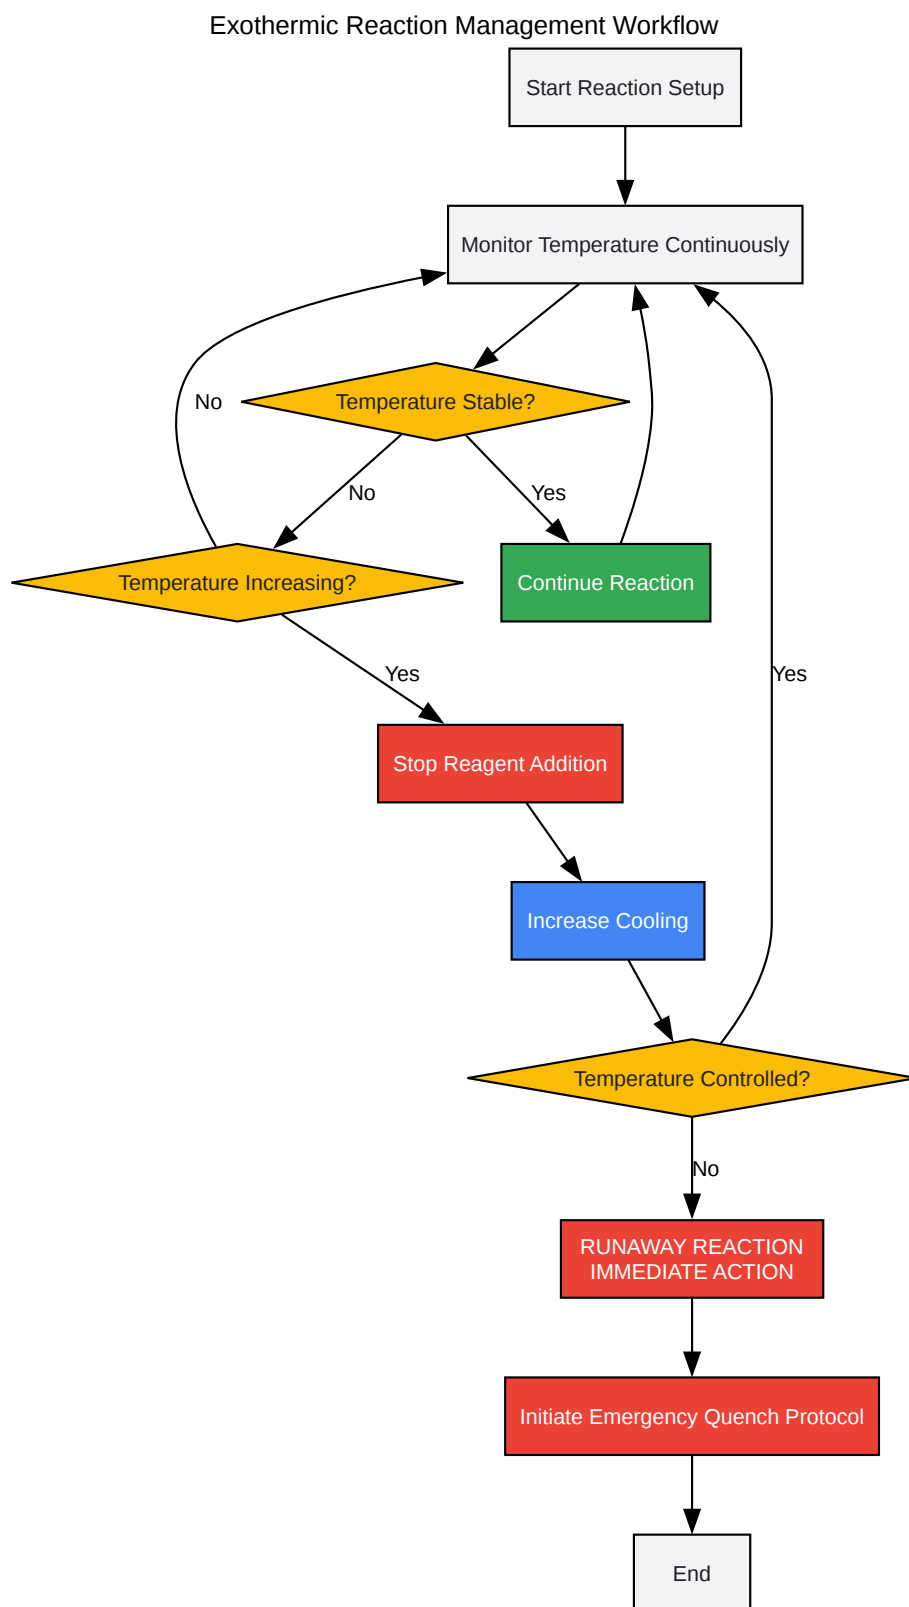 Exothermic Reaction Management Workflow
Start Reaction Setup
Monitor Temperature Continuously
No
Temperature Stable?
No
Yes
Temperature Increasing?
Continue Reaction
Yes
Yes
Stop Reagent Addition
Increase Cooling
Temperature Controlled?
No
RUNAWAY REACTION
IMMEDIATE ACTION
Initiate Emergency Quench Protocol
End